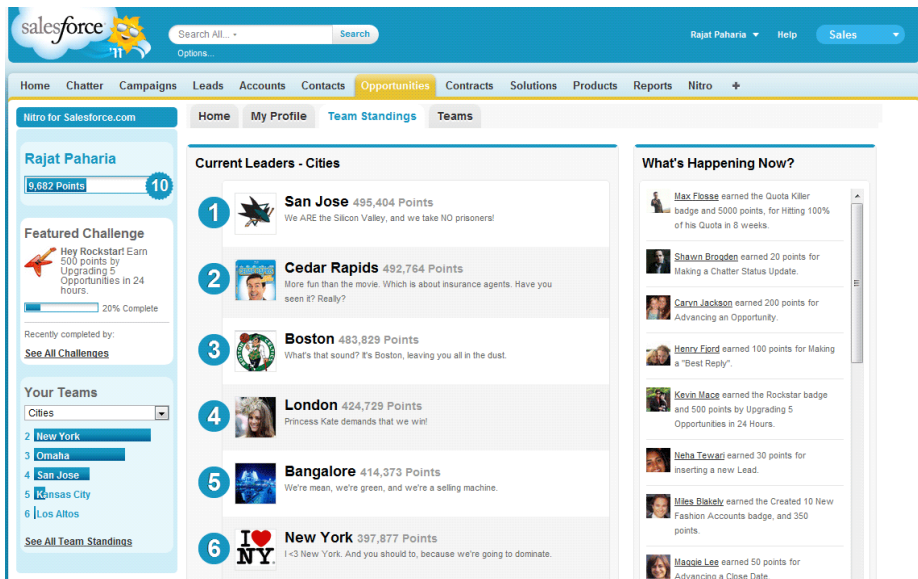 salesforce
'11
Search All...
Search
Options...
Rajat Paharia
Help
Sales
Home Chatter Campaigns Leads Accounts Contacts Opportunities Contracts Solutions Products Reports Nitro +
Nitro for Salesforce.com
Rajat Paharia
9,682 Points
10
Featured Challenge
Hey Rockstar! Earn
500 points by
Upgrading 5
Opportunities in 24
hours.
20% Complete
Recently completed by:
See All Challenges
Your Teams
Cities
2 New York
3 Omaha
4 San Jose
5 Kansas City
6 Los Altos
See All Team Standings
Home My Profile Team Standings Teams
Current Leaders - Cities
1
San Jose 495,404 Points
We ARE the Silicon Valley, and we take NO prisoners!
2
Cedar Rapids 492,764 Points
More fun than the movie. Which is about insurance agents. Have you
seen it? Really?
3
Boston 483,829 Points
What's that sound? It's Boston, leaving you all in the dust.
4
London 424,729 Points
Princess Kate demands that we win!
5
Bangalore 414,373 Points
We're mean, we're green, and we're a selling machine.
6
I NY.
New York 397,877 Points
I <3 New York. And you should to, because we're going to dominate.
What's Happening Now?
Max Flosse earned the Quota Killer
badge and 5000 points, for Hitting 100%
of his Quota in 8 weeks.
Shawn Brogden earned 20 points for
Making a Chatter Status Update.
Caryn Jackson earned 200 points for
Advancing an Opportunity.
Henry Fjord earned 100 points for Making
a "Best Reply".
Kevin Mace earned the Rockstar badge
and 500 points by Upgrading 5
Opportunities in 24 Hours.
Neha Tewari earned 30 points for
inserting a new Lead.
Miles Blakely earned the Created 10 New
Fashion Accounts badge, and 350
points.
Maggie Lee earned 50 points for
Advancing a Close Date.